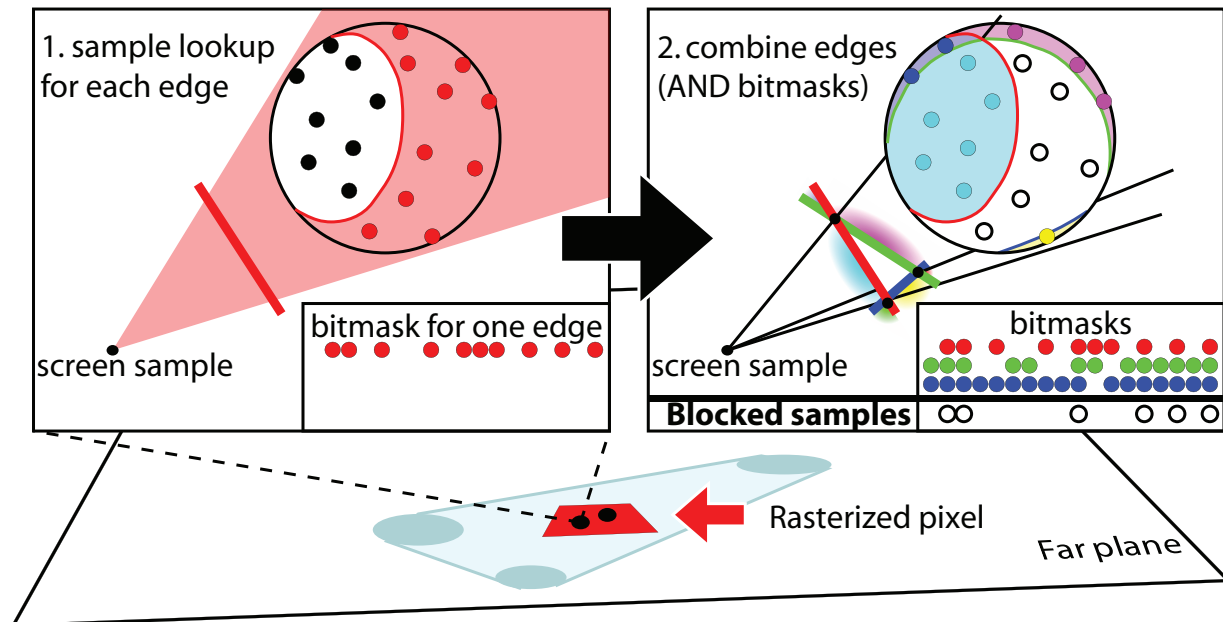 1. sample lookup
for each edge
screen sample
bitmask for one edge
2. combine edges
(AND bitmasks)
screen sample
bitmasks
Blocked samples
Rasterized pixel
Far plane